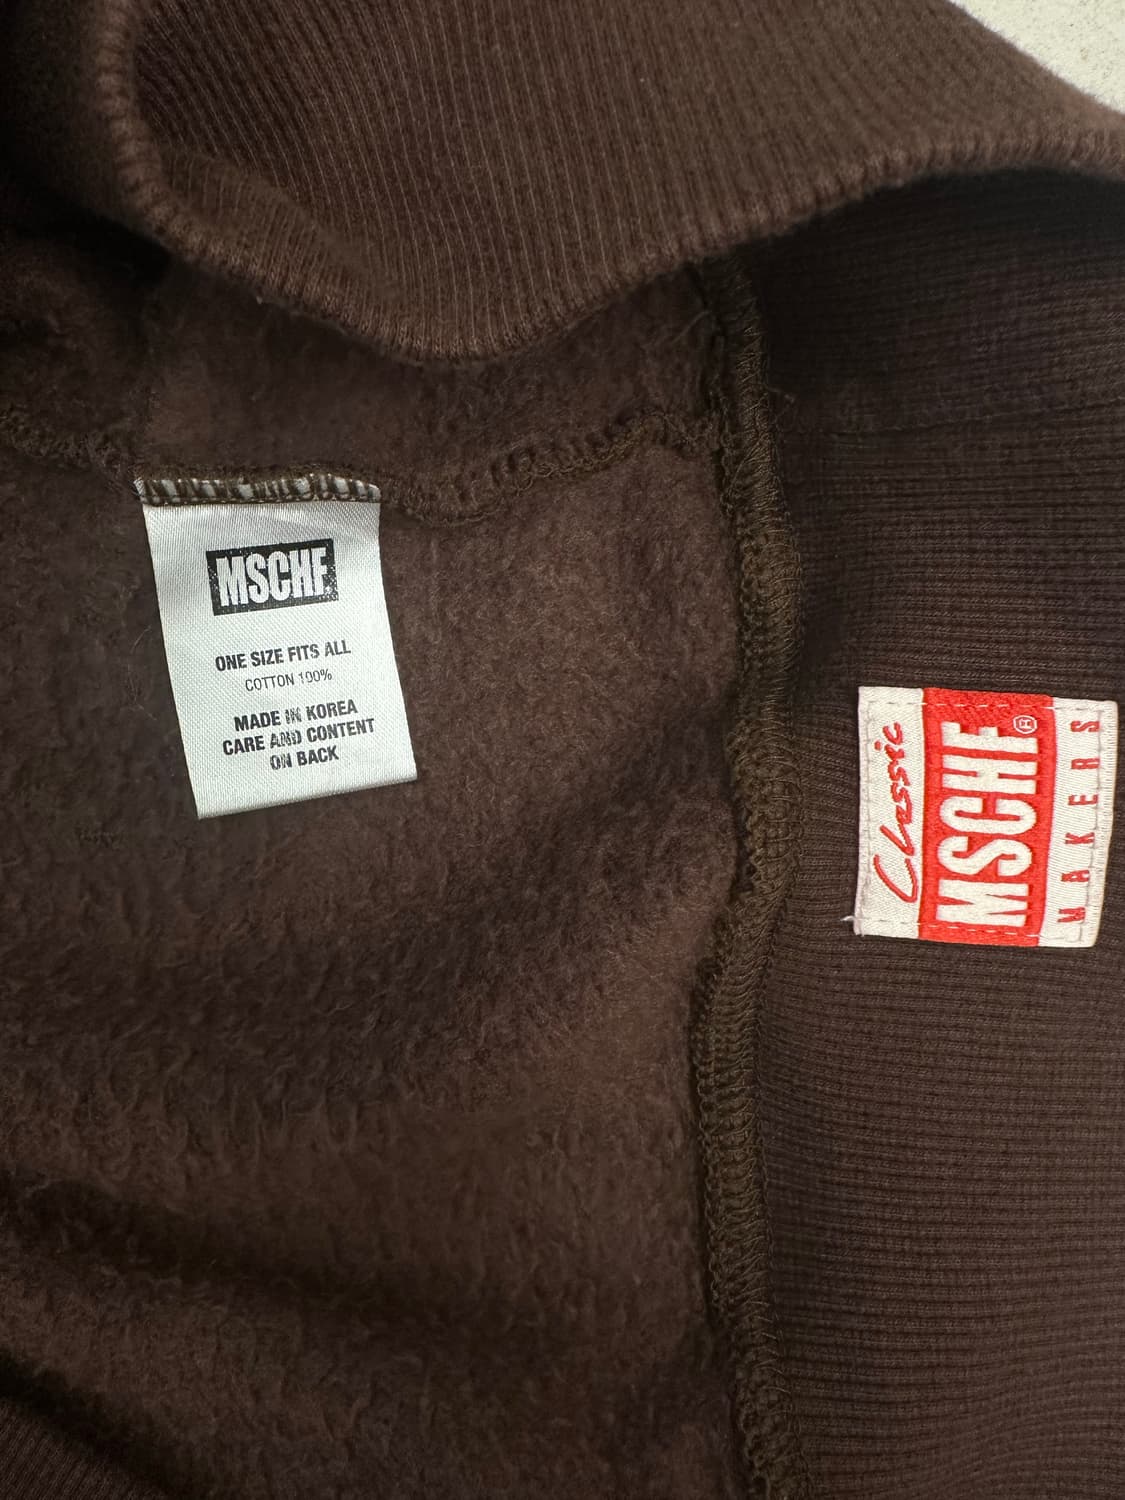 MSCHF
ONE SIZE FITS ALL
COTTON 100%
MADE IN KOREA
CARE AND CONTENT
ON BACK
Classic
MSCHF®
MAKERS